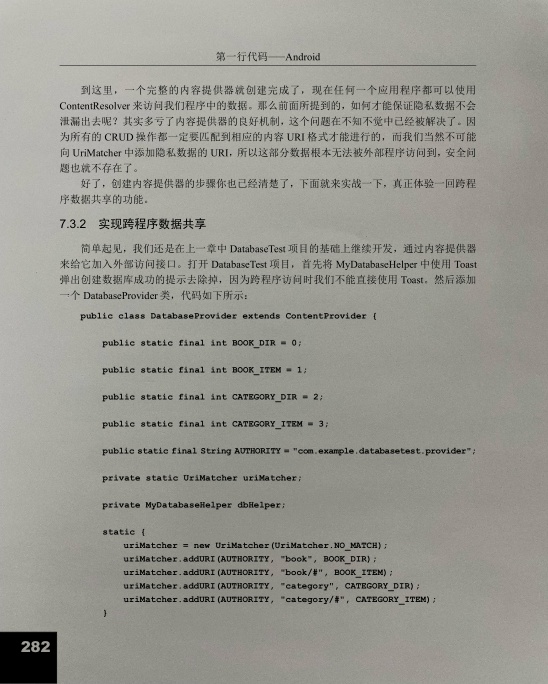 第一行代码——Android
到这里，一个完整的内容提供器就创建完成了，现在任何一个应用程序都可以使用
ContentResolver 来访问我们程序中的数据。那么前面所提到的，如何才能保证隐私数据不会
泄漏出去呢？其实多亏了内容提供器的良好机制，这个问题在不知不觉中已经被解决了。因
为所有的 CRUD 操作都一定要匹配到相应的内容 URI 格式才能进行的，而我们当然不可能
向 UriMatcher 中添加隐私数据的 URI，所以这部分数据根本无法被外部程序访问到，安全问
题也就不存在了。
好了，创建内容提供器的步骤你也已经清楚了，下面就来实战一下，真正体验一回跨程
序数据共享的功能。
7.3.2 实现跨程序数据共享
简单起见，我们还是在上一章中 DatabaseTest 项目的基础上继续开发，通过内容提供器
来给它加入外部访问接口。打开 DatabaseTest 项目，首先将 MyDatabaseHelper 中使用 Toast
弹出创建数据库成功的提示去除掉，因为跨程序访问时我们不能直接使用 Toast。然后添加
一个 DatabaseProvider 类，代码如下所示：
public class DatabaseProvider extends ContentProvider {
public static final int BOOK_DIR = 0;
public static final int BOOK_ITEM = 1;
public static final int CATEGORY_DIR = 2;
public static final int CATEGORY_ITEM = 3;
public static final String AUTHORITY = "com.example.databasetest.provider";
private static UriMatcher uriMatcher;
private MyDatabaseHelper dbHelper;
static {
uriMatcher = new UriMatcher(UriMatcher.NO_MATCH);
uriMatcher.addURI(AUTHORITY, "book", BOOK_DIR);
uriMatcher.addURI(AUTHORITY, "book/#", BOOK_ITEM);
uriMatcher.addURI(AUTHORITY, "category", CATEGORY_DIR);
uriMatcher.addURI(AUTHORITY, "category/#", CATEGORY_ITEM);
}
282